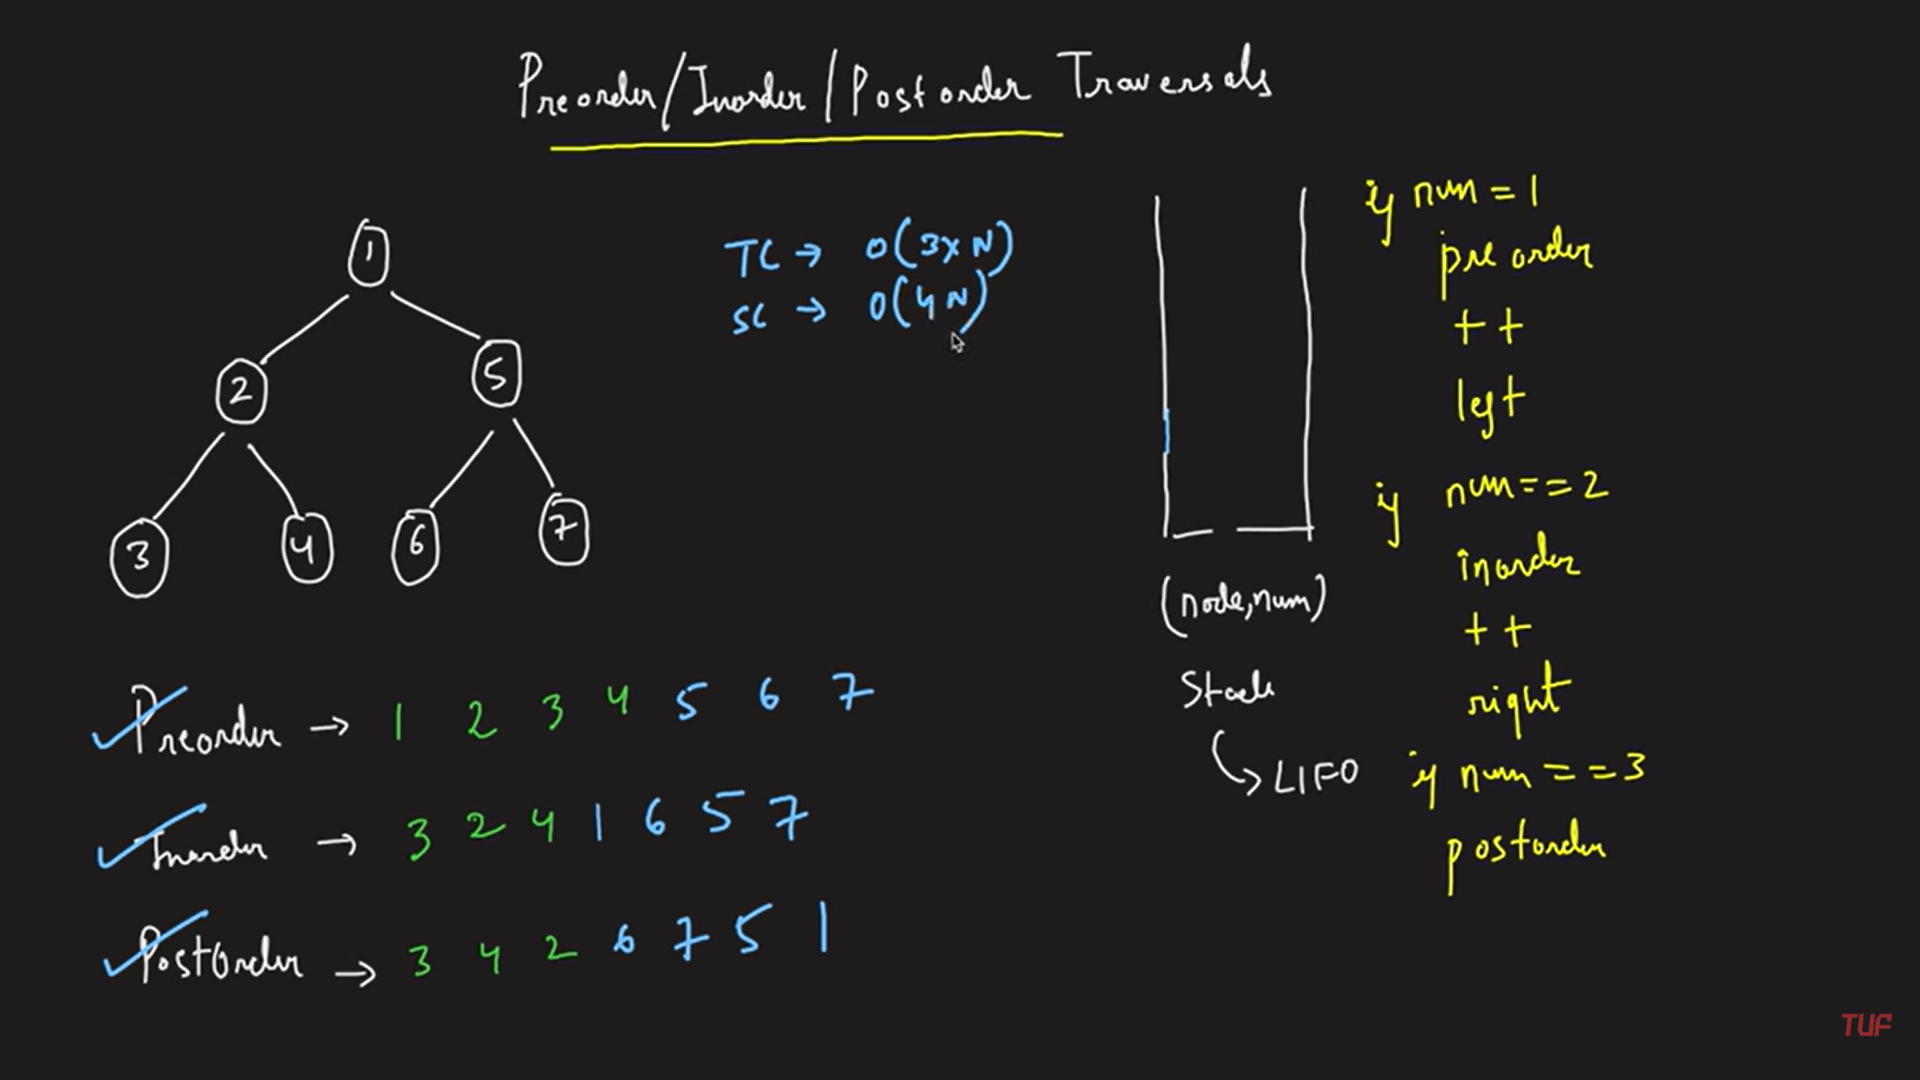 Preorder/Inorder/Postorder Traversals
TC → O(3xN)
SC → O(4N)
1
2
5
3
4
6
7
Preorder → 1 2 3 4 5 6 7
Inorder → 3 2 4 1 6 5 7
PostOrder → 3 4 2 6 7 5 1
(node,num)
Stack
LIFO
if num = 1
preorder
++
left
if num == 2
inorder
++
right
if num == 3
postorder
TUF